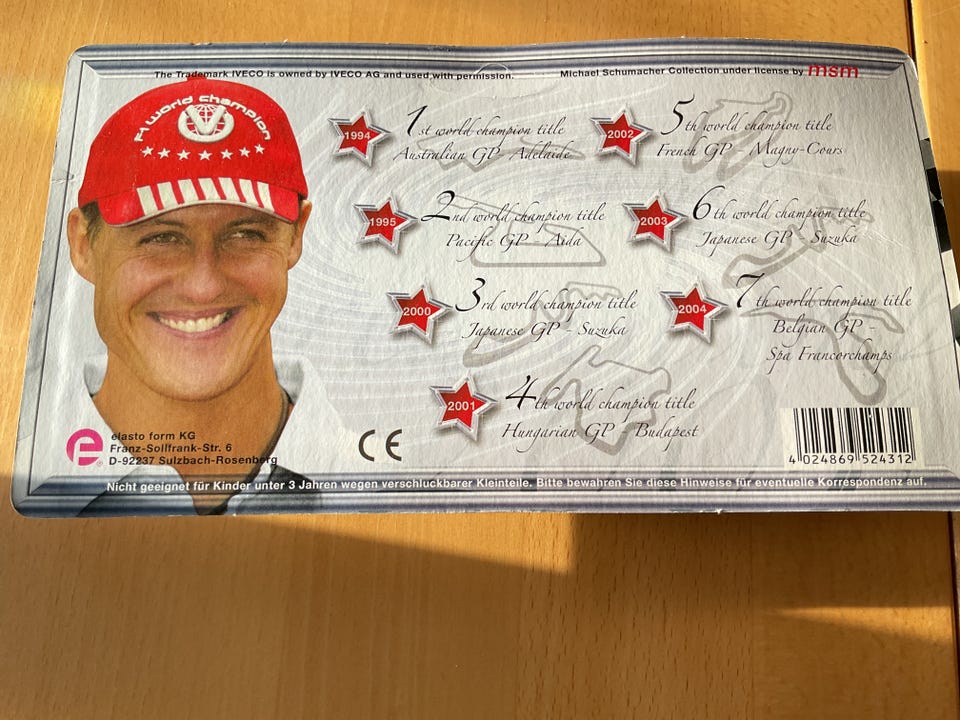 The Trademark IVECO is owned by IVECO AG and used with permission.
Michael Schumacher Collection under license by msm
F1 world champion
V
1994
1st world champion title
Australian GP - Adelaide
1995
2nd world champion title
Pacific GP - Aida
2000
3rd world champion title
Japanese GP - Suzuka
2001
4th world champion title
Hungarian GP - Budapest
2002
5th world champion title
French GP - Magny-Cours
2003
6th world champion title
Japanese GP - Suzuka
2004
7th world champion title
Belgian GP -
Spa Francorchamps
e
elasto form KG
Franz-Sollfrank-Str. 6
D-92237 Sulzbach-Rosenberg
CE
4 024869 524312
Nicht geeignet für Kinder unter 3 Jahren wegen verschluckbarer Kleinteile. Bitte bewahren Sie diese Hinweise für eventuelle Korrespondenz auf.